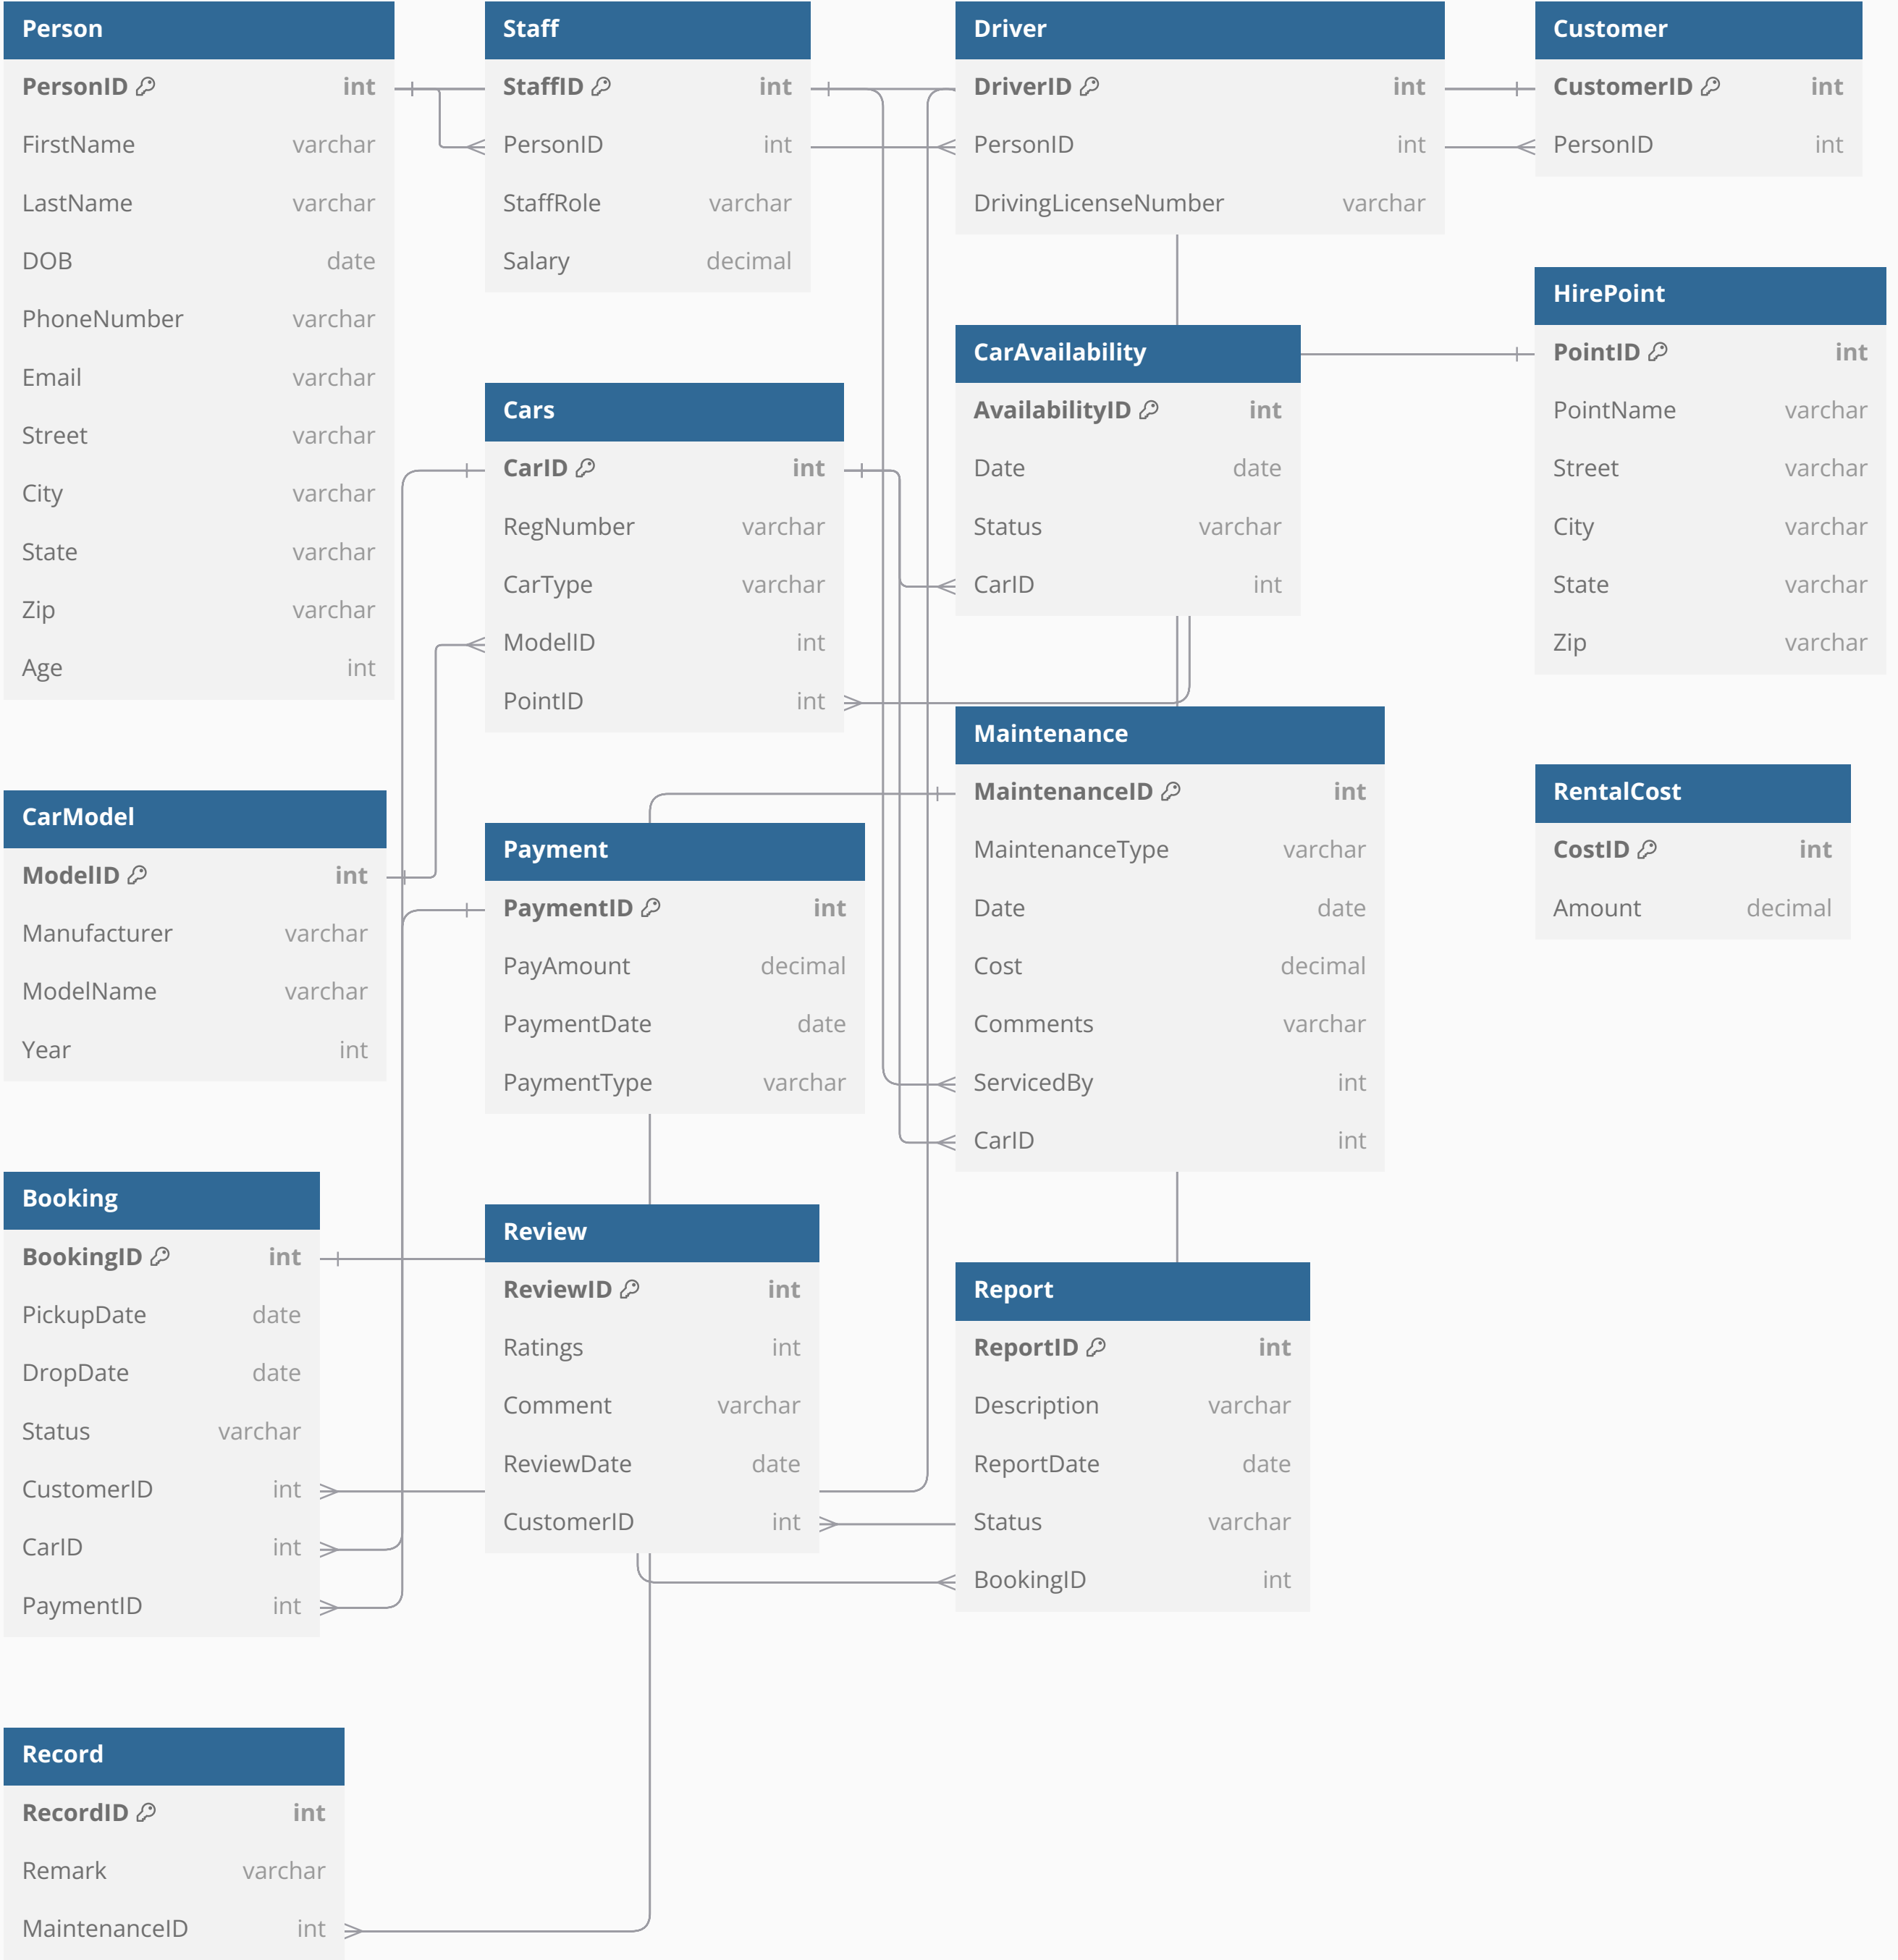 Person
PersonID int
FirstName varchar
LastName varchar
DOB date
PhoneNumber varchar
Email varchar
Street varchar
City varchar
State varchar
Zip varchar
Age int
Staff
StaffID int
PersonID int
StaffRole varchar
Salary decimal
Driver
DriverID int
PersonID int
DrivingLicenseNumber varchar
Customer
CustomerID int
PersonID int
HirePoint
PointID int
PointName varchar
Street varchar
City varchar
State varchar
Zip varchar
CarAvailability
AvailabilityID int
Date date
Status varchar
CarID int
Cars
CarID int
RegNumber varchar
CarType varchar
ModelID int
PointID int
CarModel
ModelID int
Manufacturer varchar
ModelName varchar
Year int
Payment
PaymentID int
PayAmount decimal
PaymentDate date
PaymentType varchar
Maintenance
MaintenanceID int
MaintenanceType varchar
Date date
Cost decimal
Comments varchar
ServicedBy int
CarID int
RentalCost
CostID int
Amount decimal
Booking
BookingID int
PickupDate date
DropDate date
Status varchar
CustomerID int
CarID int
PaymentID int
Review
ReviewID int
Ratings int
Comment varchar
ReviewDate date
CustomerID int
Report
ReportID int
Description varchar
ReportDate date
Status varchar
BookingID int
Record
RecordID int
Remark varchar
MaintenanceID int